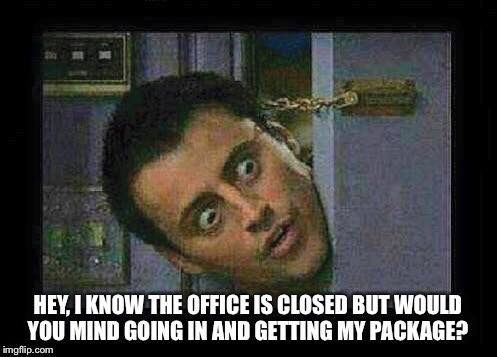 HEY, I KNOW THE OFFICE IS CLOSED BUT WOULD
YOU MIND GOING IN AND GETTING MY PACKAGE?
imgflip.com